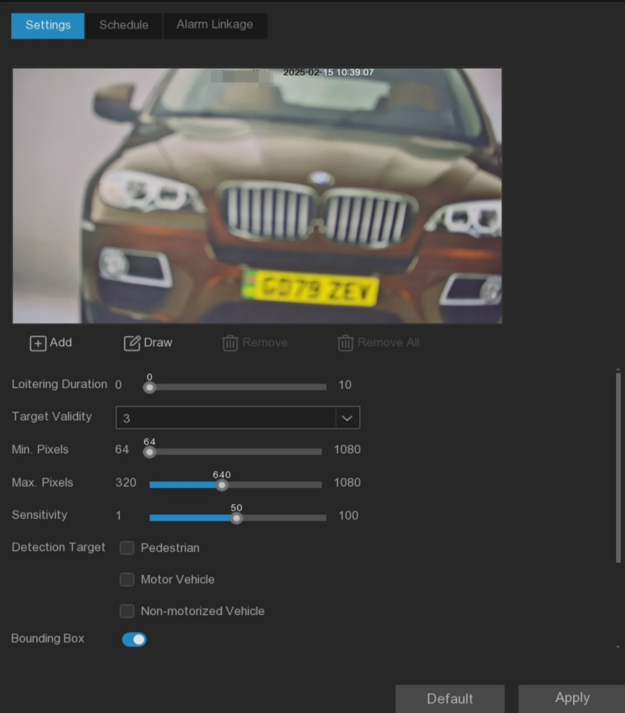 Settings Schedule Alarm Linkage
2025-02-15 10:39:07
GD79 ZEV
Add Draw Remove Remove All
Loitering Duration 0 0 10
Target Validity 3
Min. Pixels 64 64 1080
Max. Pixels 320 640 1080
Sensitivity 1 50 100
Detection Target Pedestrian
Motor Vehicle
Non-motorized Vehicle
Bounding Box
Default Apply